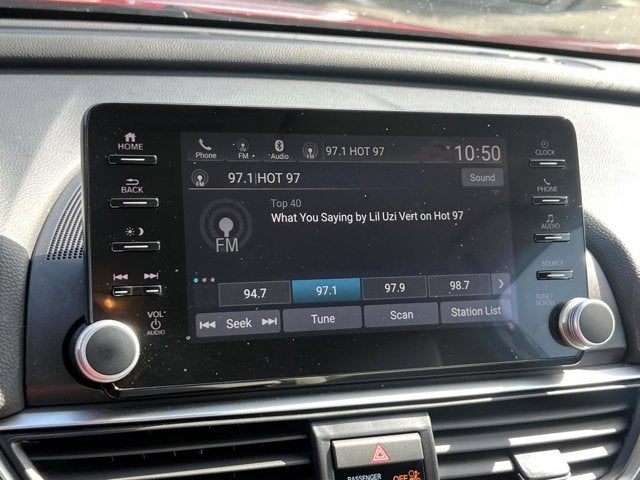 HOME
BACK
VOL
AUDIO
Phone
FM
Audio
97.1 HOT 97
10:50
97.1 HOT 97
Sound
Top 40
What You Saying by Lil Uzi Vert on Hot 97
FM
94.7
97.1
97.9
98.7
Seek
Tune
Scan
Station List
CLOCK
PHONE
AUDIO
SOURCE
TUNE/
SCROLL
PASSENGER
OFF